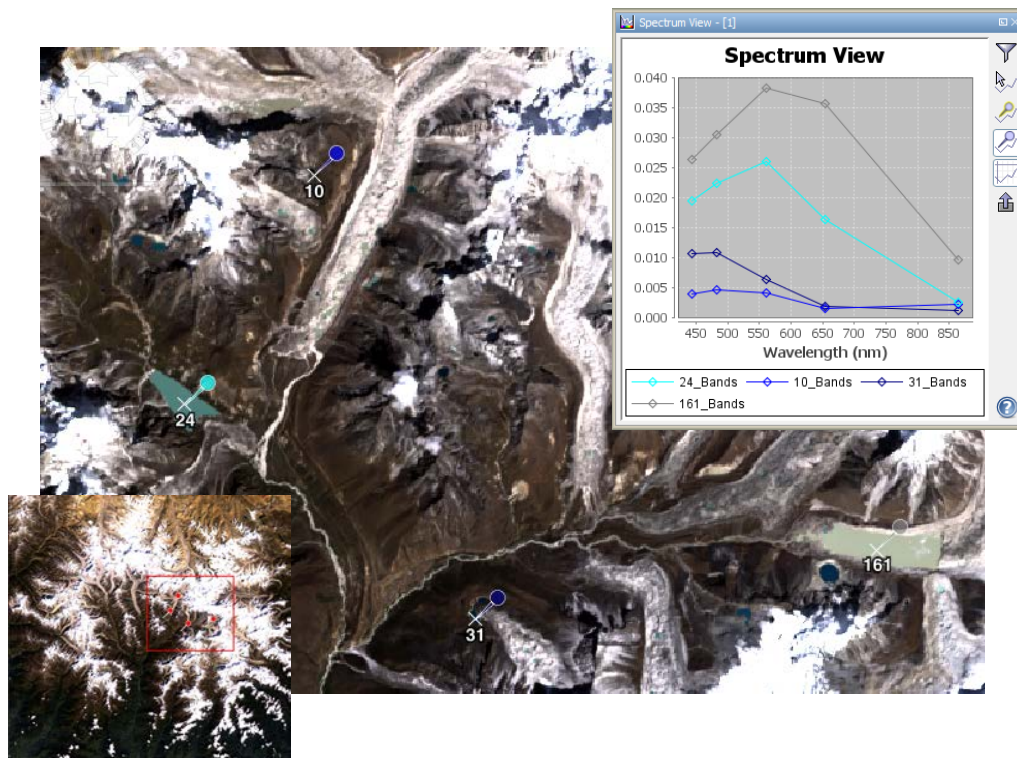 Spectrum View - [1]
Spectrum View
0.040
0.035
0.030
0.025
0.020
0.015
0.010
0.005
0.000
450 500 550 600 650 700 750 800 850
Wavelength (nm)
24_Bands 10_Bands 31_Bands
161_Bands
10
24
161
31